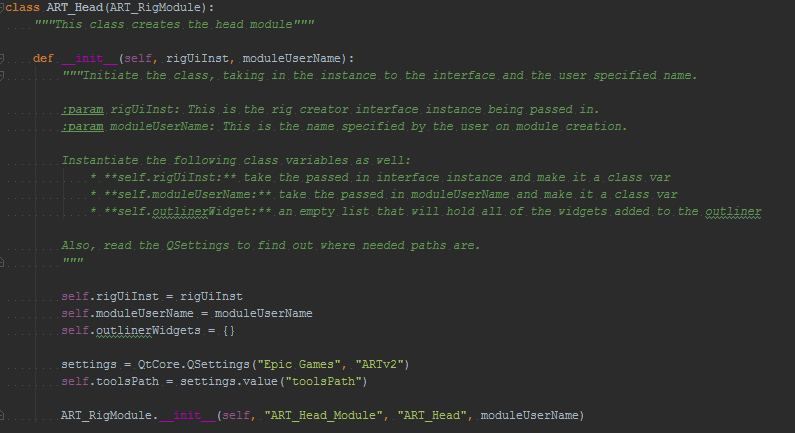 class ART_Head(ART_RigModule):
"""This class creates the head module"""
def __init__(self, rigUiInst, moduleUserName):
"""Initiate the class, taking in the instance to the interface and the user specified name.
:param rigUiInst: This is the rig creator interface instance being passed in.
:param moduleUserName: This is the name specified by the user on module creation.
Instantiate the following class variables as well:
* **self.rigUiInst:** take the passed in interface instance and make it a class var
* **self.moduleUserName:** take the passed in moduleUserName and make it a class var
* **self.outlinerWidget:** an empty list that will hold all of the widgets added to the outliner
Also, read the QSettings to find out where needed paths are.
"""
self.rigUiInst = rigUiInst
self.moduleUserName = moduleUserName
self.outlinerWidgets = {}
settings = QtCore.QSettings("Epic Games", "ARTv2")
self.toolsPath = settings.value("toolsPath")
ART_RigModule.__init__(self, "ART_Head_Module", "ART_Head", moduleUserName)